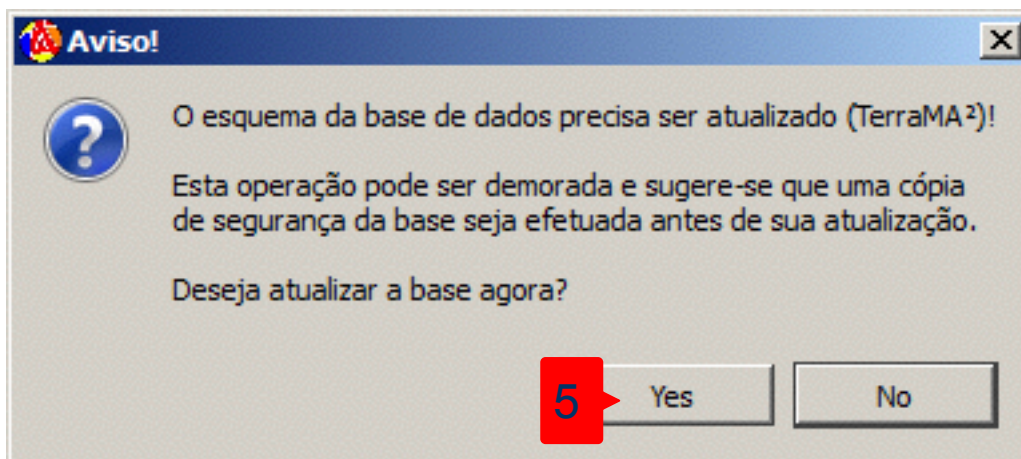 Aviso!
O esquema da base de dados precisa ser atualizado (TerraMA²)!
Esta operação pode ser demorada e sugere-se que uma cópia
de segurança da base seja efetuada antes de sua atualização.
Deseja atualizar a base agora?
5 Yes No